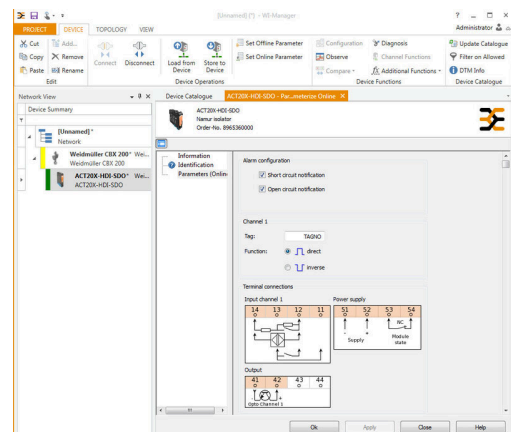 [Unnamed] (*) - WI-Manager
PROJECT DEVICE TOPOLOGY VIEW Administrator
Cut Add... Set Offline Parameter Configuration Diagnosis Update Catalogue
Copy Remove Connect Disconnect Load from Device Store to Device Set Online Parameter Observe Channel Functions Filter on Allowed
Paste Rename Compare Additional Functions DTM Info
Edit Device Operations Device Functions Device Catalogue
Network View Device Catalogue ACT20X-HDI-SDO - Par...meterize Online
Device Summary
ACT20X-HDI-SDO
Namur isolator
Order-No. 8965360000
[Unnamed]*
Network
Weidmüller CBX 200* Wei...
Weidmüller CBX 200
ACT20X-HDI-SDO* Wei...
ACT20X-HDI-SDO
Information
Identification
Parameters (Onlin
Alarm configuration
Short circuit notification
Open circuit notification
Channel 1
Tag: TAGNO
Function: direct
inverse
Terminal connections
Input channel 1 Power supply
14 13 12 11 51 52 53 54
NC
- +
Supply Module state
Output
41 42 43 44
- +
Opto Channel 1
Ok Apply Close Help